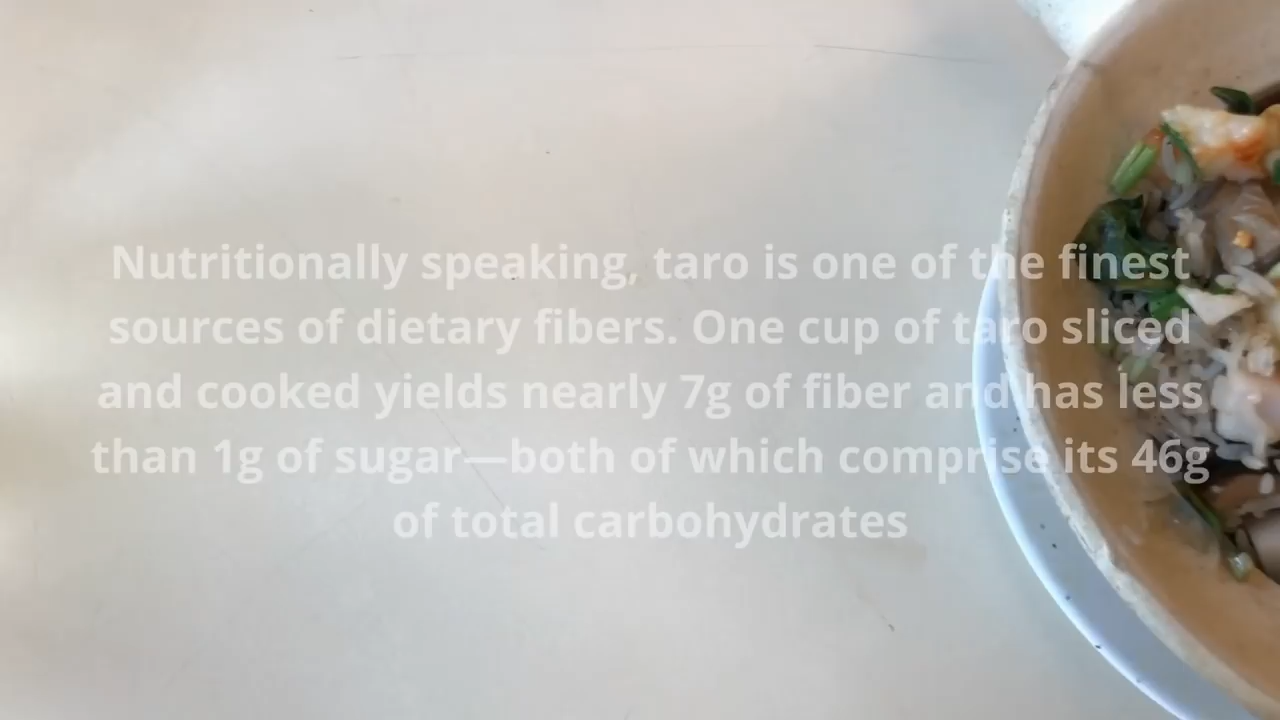 Nutritionally speaking, taro is one of the finest
sources of dietary fibers. One cup of taro sliced
and cooked yields nearly 7g of fiber and has less
than 1g of sugar—both of which comprise its 46g
of total carbohydrates